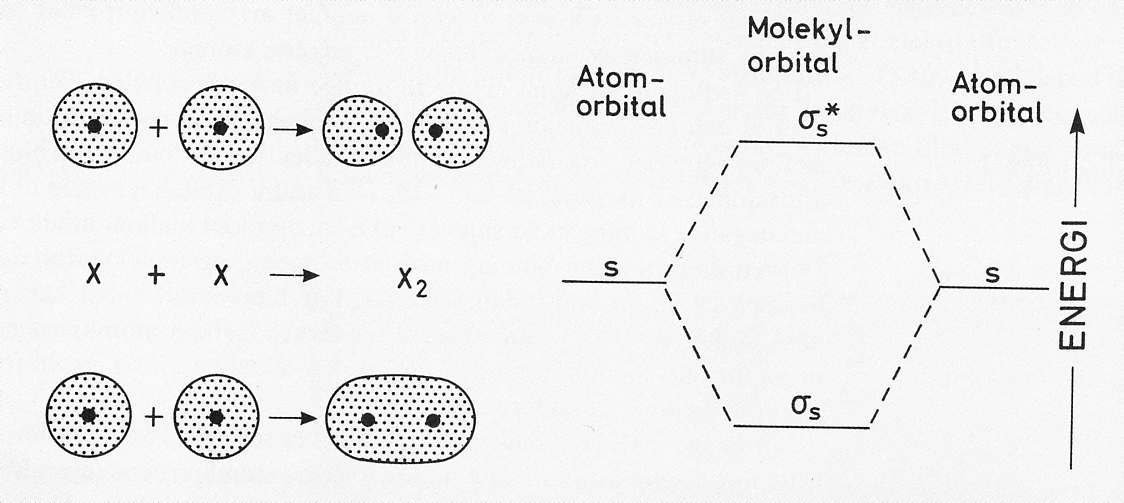 Molekyl-
orbital
Atom-
orbital
Atom-
orbital
σs*
+ →
X + X → X2
s
s
ENERGI
+ →
σs